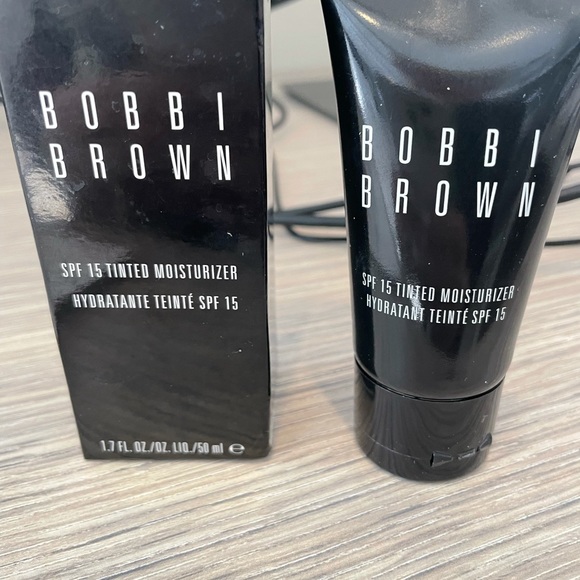 BOBBI
BROWN
SPF 15 TINTED MOISTURIZER
HYDRATANTE TEINTÉ SPF 15
1.7 FL. OZ./OZ. LIQ./50 ml ℮
BOBBI
BROWN
SPF 15 TINTED MOISTURIZER
HYDRATANT TEINTÉ SPF 15